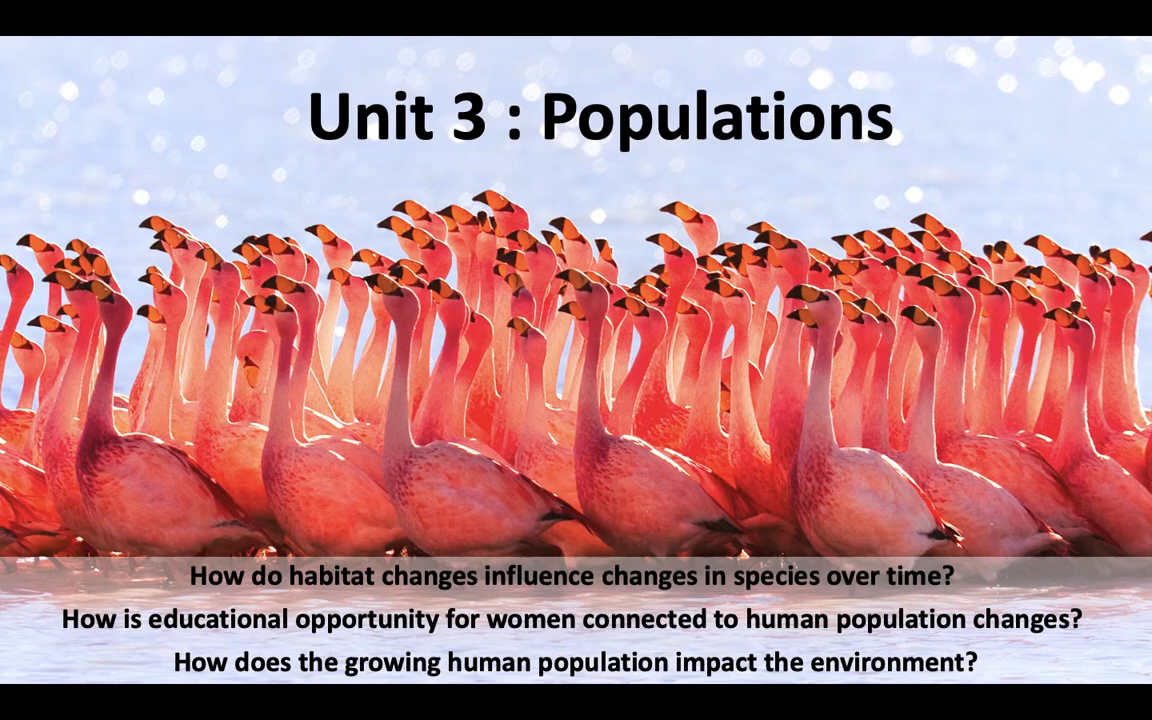 Unit 3 : Populations
How do habitat changes influence changes in species over time?
How is educational opportunity for women connected to human population changes?
How does the growing human population impact the environment?